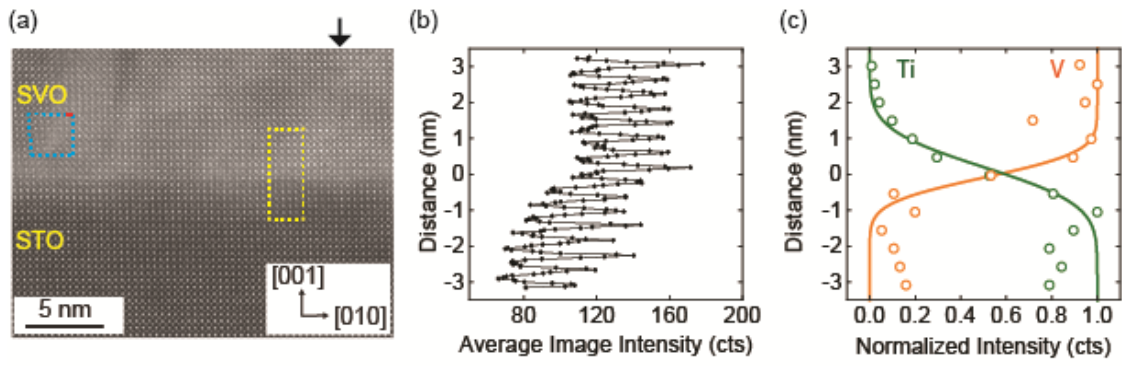 (a)
SVO
STO
5 nm
[001]
[010]
(b)
Distance (nm)
3
2
1
0
-1
-2
-3
80 120 160 200
Average Image Intensity (cts)
(c)
Ti V
Distance (nm)
3
2
1
0
-1
-2
-3
0.0 0.2 0.4 0.6 0.8 1.0
Normalized Intensity (cts)